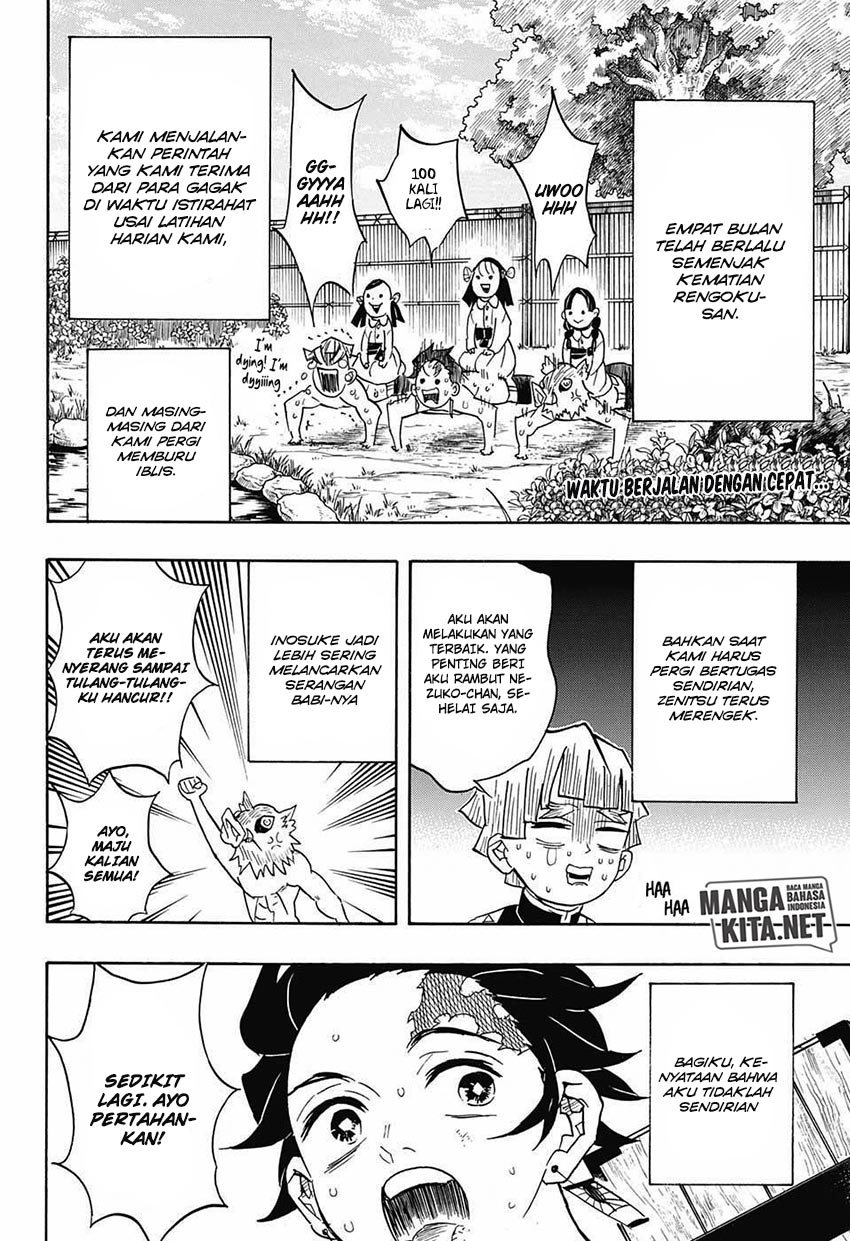 EMPAT BULAN
TELAH BERLALU
SEMENJAK
KEMATIAN
RENGOKU-
SAN.
UWOO
HHH
100
KALI
LAGI!!
GG-
GYYYA
AAHH
HH!!
KAMI MENJALAN-
KAN PERINTAH
YANG KAMI TERIMA
DARI PARA GAGAK
DI WAKTU ISTIRAHAT
USAI LATIHAN
HARIAN KAMI,
I'm
dying! I'm
dyyiiing
DAN MASING-
MASING DARI
KAMI PERGI
MEMBURU
IBLIS.
WAKTU BERJALAN DENGAN CEPAT...
BAHKAN SAAT
KAMI HARUS
PERGI BERTUGAS
SENDIRIAN,
ZENITSU TERUS
MERENGEK.
AKU AKAN
MELAKUKAN YANG
TERBAIK. YANG
PENTING BERI
AKU RAMBUT NE-
ZUKO-CHAN, SE-
HELAI SAJA.
HAA
HAA
INOSUKE JADI
LEBIH SERING
MELANCARKAN
SERANGAN
BABI-NYA
AKU AKAN
TERUS ME-
NYERANG SAMPAI
TULANG-TULANG-
KU HANCUR!!
AYO,
MAJU
KALIAN
SEMUA!
MANGA
KITA.NET
BACA MANGA
BAHASA
INDONESIA
BAGIKU, KE-
NYATAAN BAHWA
AKU TIDAKLAH
SENDIRIAN
SEDIKIT
LAGI. AYO
PERTAHAN-
KAN!